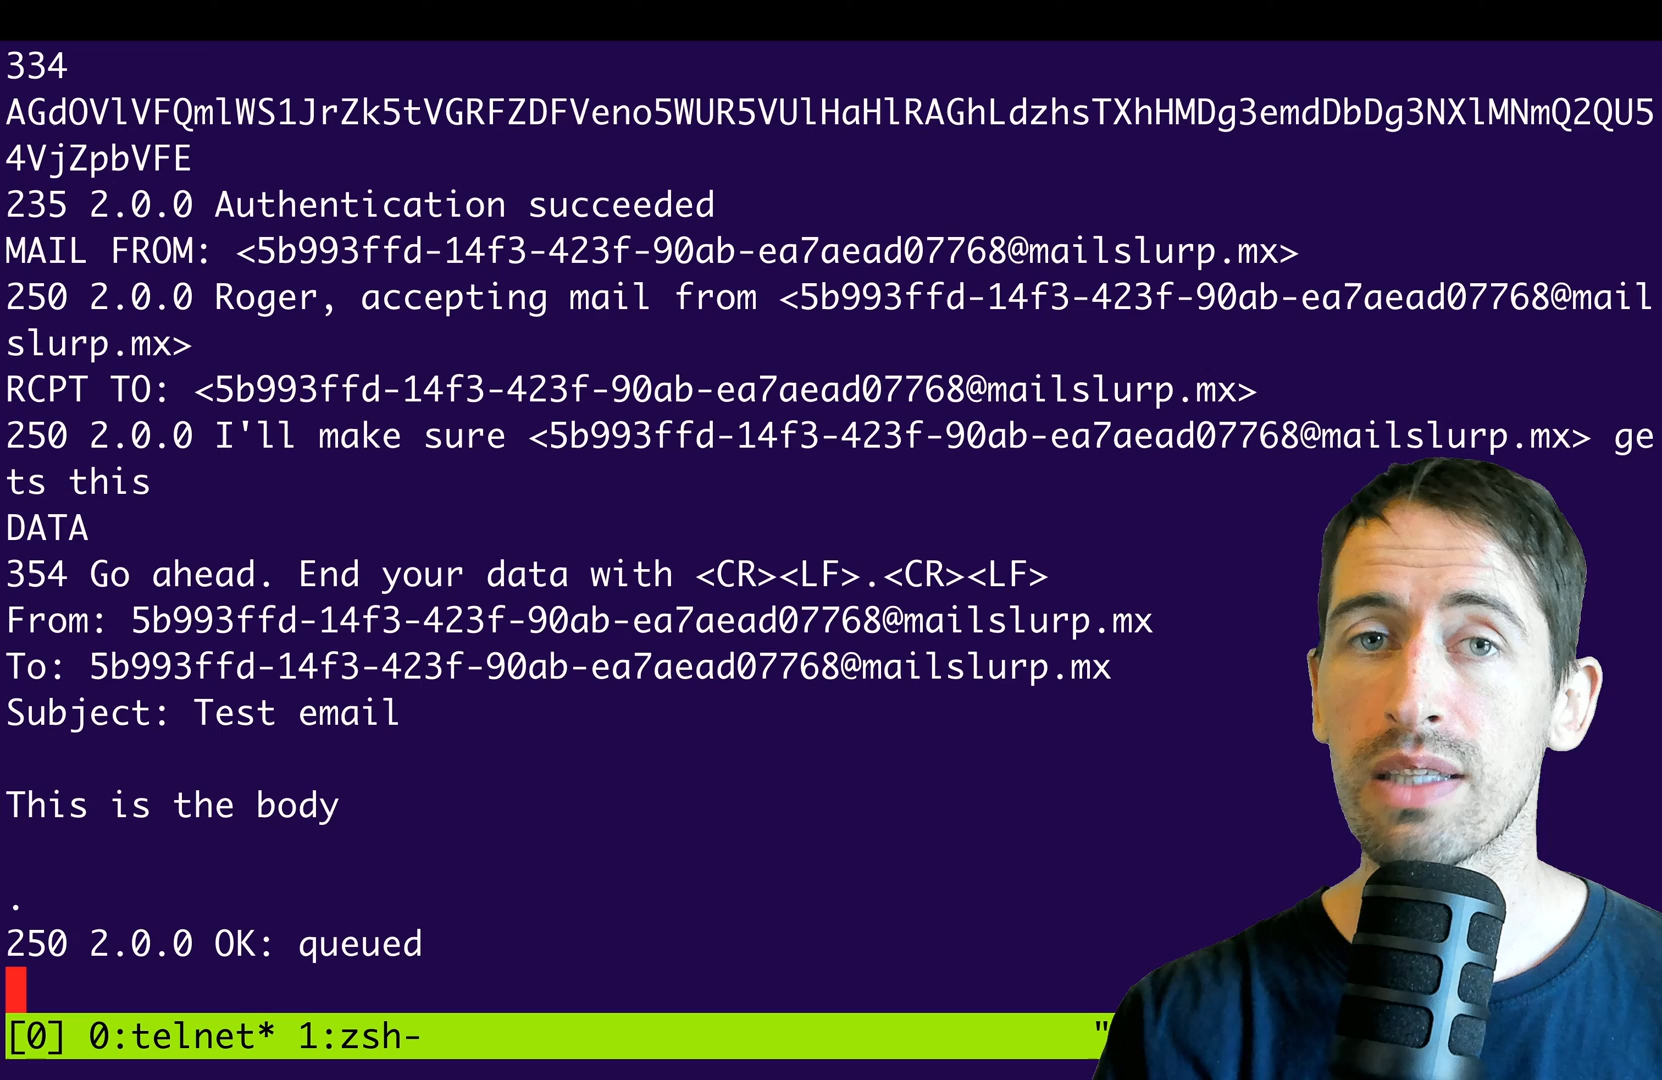 334
AGdOVlVFQmlWS1JrZk5tVGRFZDFVeno5WUR5VUlHaHlRAGhLdzhsTXhHMDg3emdDbDg3NXlMNmQ2QU5
4VjZpbVFE
235 2.0.0 Authentication succeeded
MAIL FROM: <5b993ffd-14f3-423f-90ab-ea7aead07768@mailslurp.mx>
250 2.0.0 Roger, accepting mail from <5b993ffd-14f3-423f-90ab-ea7aead07768@mail
slurp.mx>
RCPT TO: <5b993ffd-14f3-423f-90ab-ea7aead07768@mailslurp.mx>
250 2.0.0 I'll make sure <5b993ffd-14f3-423f-90ab-ea7aead07768@mailslurp.mx> ge
ts this
DATA
354 Go ahead. End your data with <CR><LF>.<CR><LF>
From: 5b993ffd-14f3-423f-90ab-ea7aead07768@mailslurp.mx
To: 5b993ffd-14f3-423f-90ab-ea7aead07768@mailslurp.mx
Subject: Test email
This is the body
.
250 2.0.0 OK: queued
[0] 0:telnet* 1:zsh- "